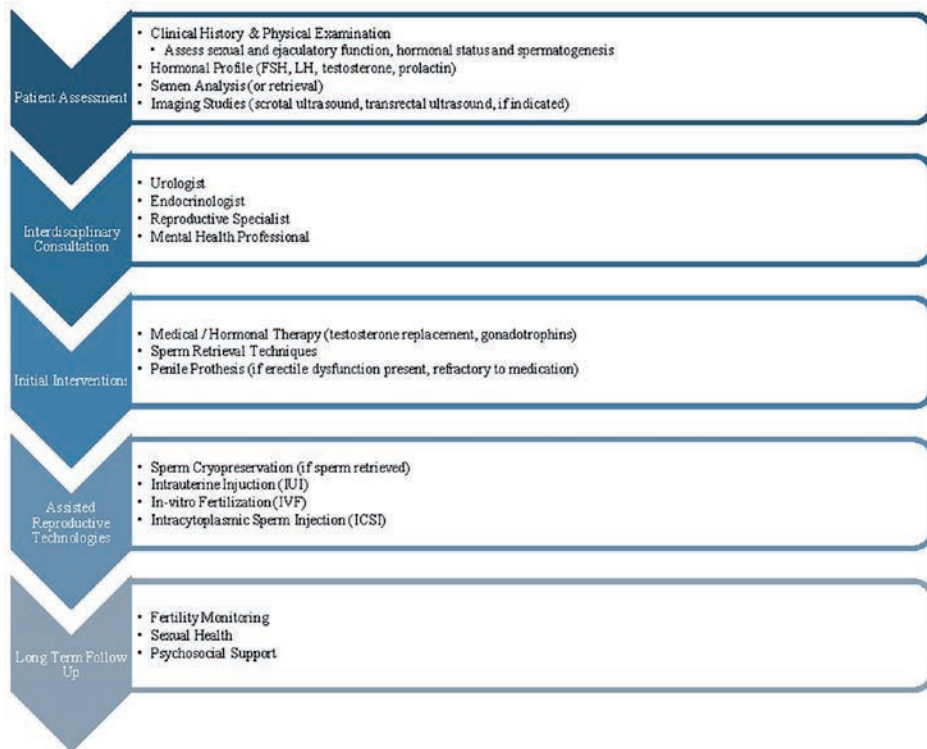 Patient Assessment
• Clinical History & Physical Examination
• Assess sexual and ejaculatory function, hormonal status and spermatogenesis
• Hormonal Profile (FSH, LH, testosterone, prolactin)
• Semen Analysis (or retrieval)
• Imaging Studies (scrotal ultrasound, transrectal ultrasound, if indicated)
Interdisciplinary
Consultation
• Urologist
• Endocrinologist
• Reproductive Specialist
• Mental Health Professional
Initial Interventions
• Medical / Hormonal Therapy (testosterone replacement, gonadotrophins)
• Sperm Retrieval Techniques
• Penile Prothesis (if erectile dysfunction present, refractory to medication)
Assisted
Reproductive
Technologies
• Sperm Cryopreservation (if sperm retrieved)
• Intrauterine Injuction (IUI)
• In-vitro Fertilization (IVF)
• Intracytoplasmic Sperm Injection (ICSI)
Long Term Follow
Up
• Fertility Monitoring
• Sexual Health
• Psychosocial Support